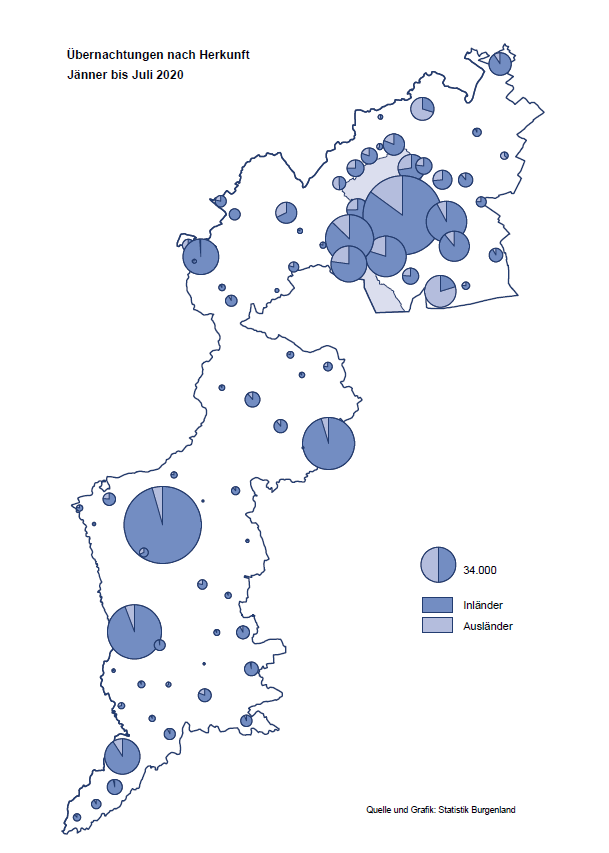 Übernachtungen nach Herkunft
Jänner bis Juli 2020
34.000
Inländer
Ausländer
Quelle und Grafik: Statistik Burgenland